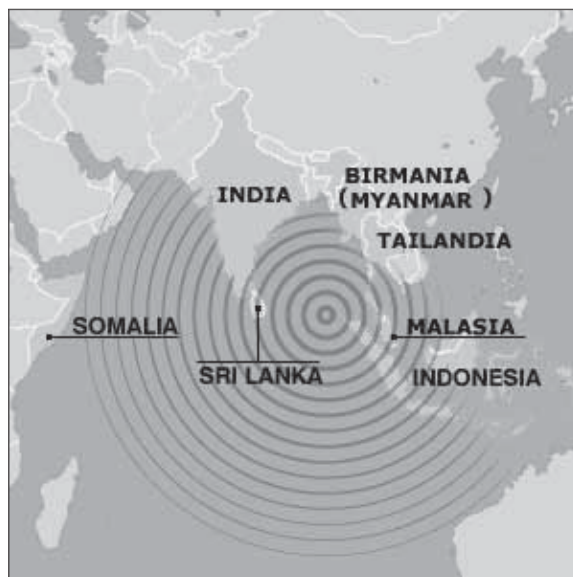 INDIA
BIRMANIA
(MYANMAR )
TAILANDIA
SOMALIA
MALASIA
SRI LANKA
INDONESIA